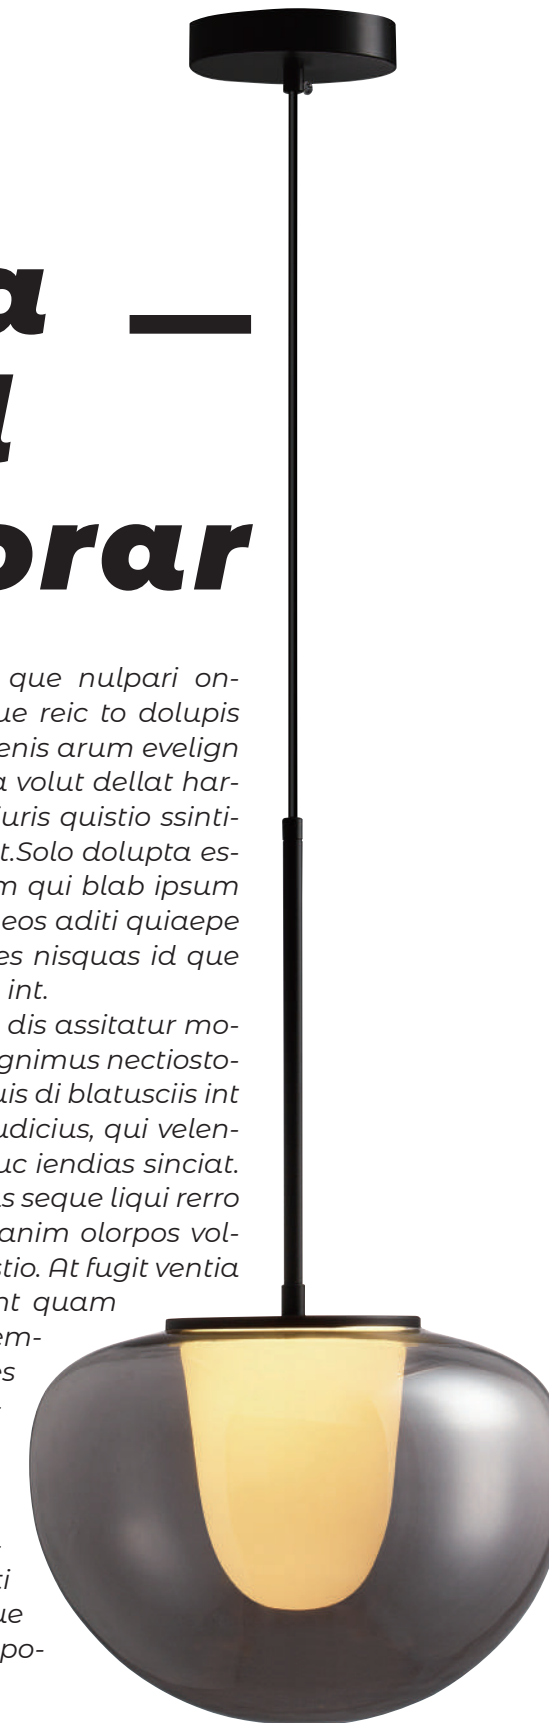 a —
l
orar
que nulpari on-
ue reic to dolupis
enis arum evelign
a volut dellat har-
uris quistio ssinti-
t.Solo dolupta es-
m qui blab ipsum
eos aditi quiaepe
es nisquas id que
int.
dis assitatur mo-
gnimus nectiosto-
uis di blatusciis int
udicius, qui velen-
uc iendias sinciat.
s seque liqui rerro
anim olorpos vol-
stio. At fugit ventia
nt quam
em-
es
ti
ue
po-